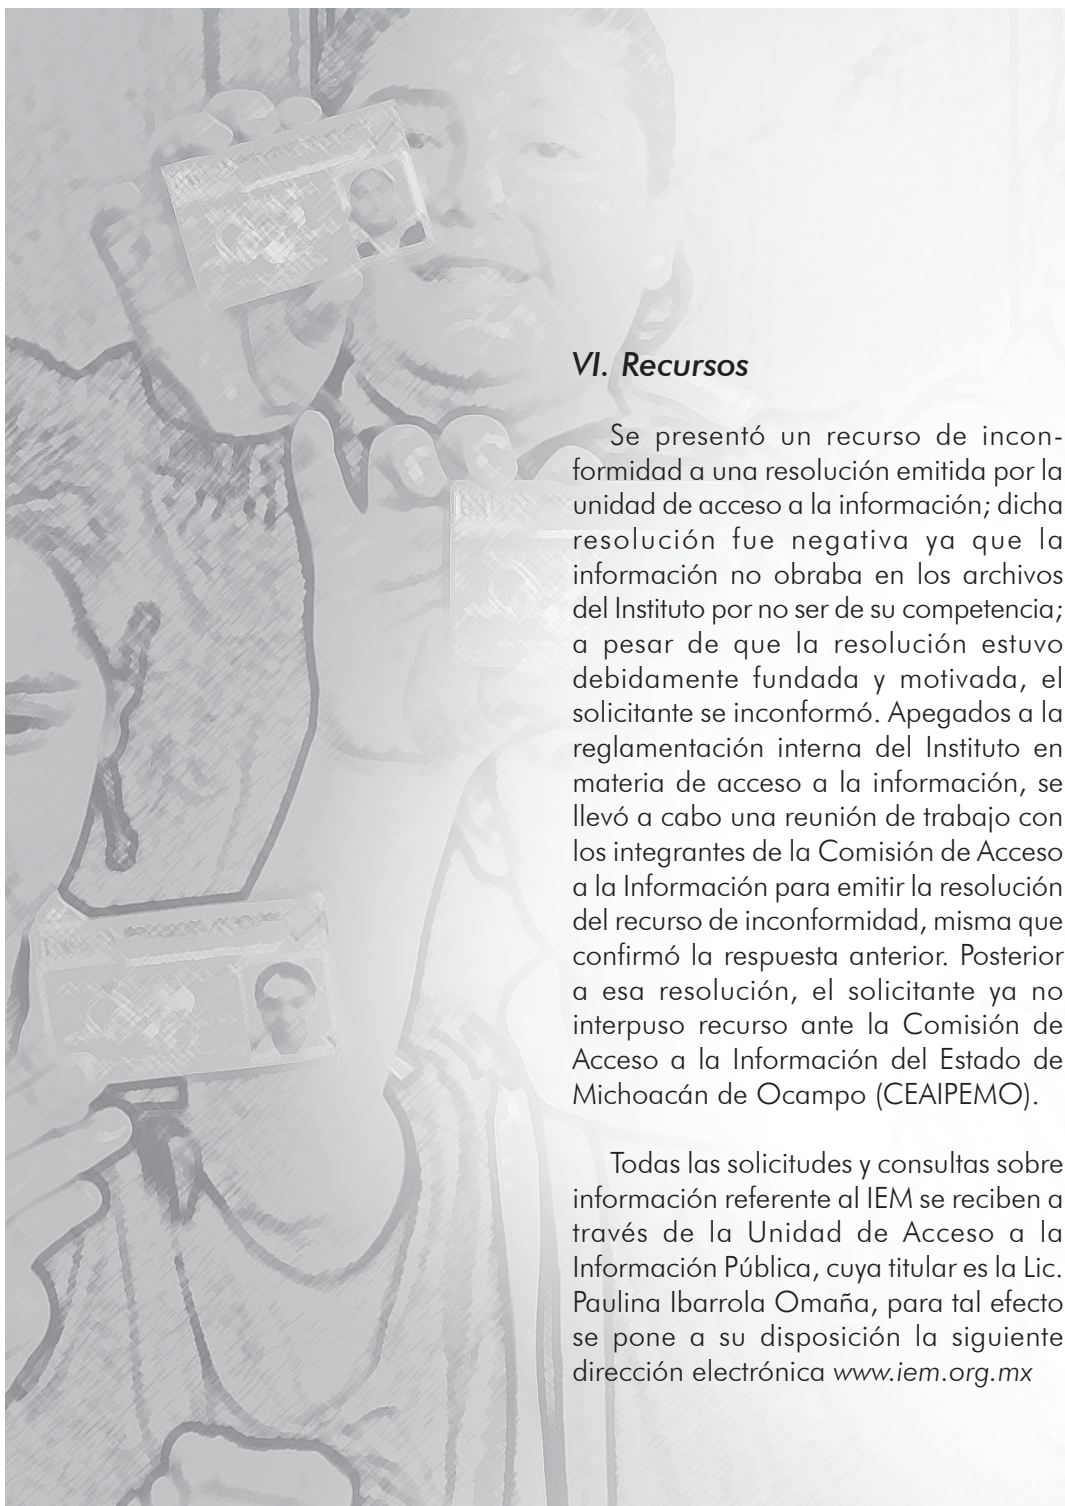 VI. Recursos
Se presentó un recurso de incon-
formidad a una resolución emitida por la
unidad de acceso a la información; dicha
resolución fue negativa ya que la
información no obraba en los archivos
del Instituto por no ser de su competencia;
a pesar de que la resolución estuvo
debidamente fundada y motivada, el
solicitante se inconformó. Apegados a la
reglamentación interna del Instituto en
materia de acceso a la información, se
llevó a cabo una reunión de trabajo con
los integrantes de la Comisión de Acceso
a la Información para emitir la resolución
del recurso de inconformidad, misma que
confirmó la respuesta anterior. Posterior
a esa resolución, el solicitante ya no
interpuso recurso ante la Comisión de
Acceso a la Información del Estado de
Michoacán de Ocampo (CEAIPEMO).
Todas las solicitudes y consultas sobre
información referente al IEM se reciben a
través de la Unidad de Acceso a la
Información Pública, cuya titular es la Lic.
Paulina Ibarrola Omaña, para tal efecto
se pone a su disposición la siguiente
dirección electrónica www.iem.org.mx